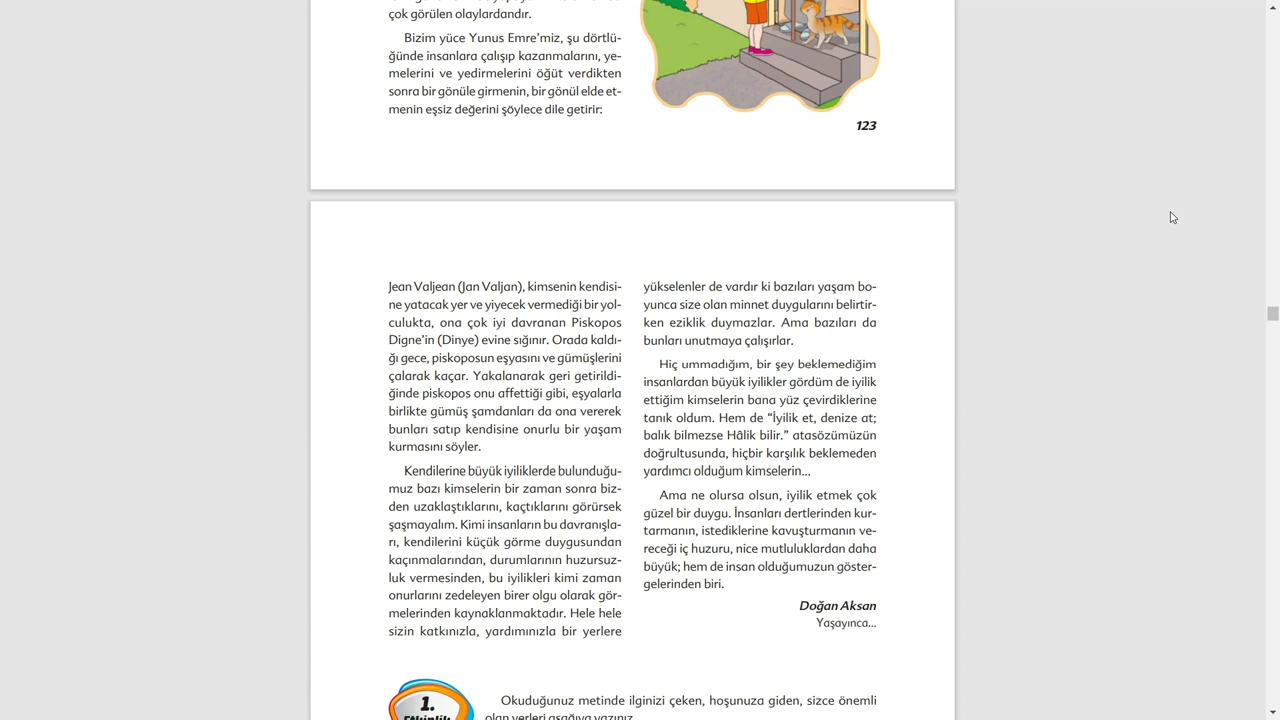 çok görülen olaylardandır.
Bizim yüce Yunus Emre’miz, şu dörtlü-
ğünde insanlara çalışıp kazanmalarını, ye-
melerini ve yedirmelerini öğüt verdikten
sonra bir gönüle girmenin, bir gönül elde et-
menin eşsiz değerini şöylece dile getirir:
123
Jean Valjean (Jan Valjan), kimsenin kendisi-
ne yatacak yer ve yiyecek vermediği bir yol-
culukta, ona çok iyi davranan Piskopos
Digne’in (Dinye) evine sığınır. Orada kaldı-
ğı gece, piskoposun eşyasını ve gümüşlerini
çalarak kaçar. Yakalanarak geri getirildi-
ğinde piskopos onu affettiği gibi, eşyalarla
birlikte gümüş şamdanları da ona vererek
bunları satıp kendisine onurlu bir yaşam
kurmasını söyler.
Kendilerine büyük iyiliklerde bulunduğu-
muz bazı kimselerin bir zaman sonra biz-
den uzaklaştıklarını, kaçtıklarını görürsek
şaşmayalım. Kimi insanların bu davranışla-
rı, kendilerini küçük görme duygusundan
kaçınmalarından, durumlarının huzursuz-
luk vermesinden, bu iyilikleri kimi zaman
onurlarını zedeleyen birer olgu olarak gör-
melerinden kaynaklanmaktadır. Hele hele
sizin katkınızla, yardımınızla bir yerlere
yükselenler de vardır ki bazıları yaşam bo-
yunca size olan minnet duygularını belirtir-
ken eziklik duymazlar. Ama bazıları da
bunları unutmaya çalışırlar.
Hiç ummadığım, bir şey beklemediğim
insanlardan büyük iyilikler gördüm de iyilik
ettiğim kimselerin bana yüz çevirdiklerine
tanık oldum. Hem de “İyilik et, denize at;
balık bilmezse Hâlik bilir.” atasözümüzün
doğrultusunda, hiçbir karşılık beklemeden
yardımcı olduğum kimselerin...
Ama ne olursa olsun, iyilik etmek çok
güzel bir duygu. İnsanları dertlerinden kur-
tarmanın, istediklerine kavuşturmanın ve-
receği iç huzuru, nice mutluluklardan daha
büyük; hem de insan olduğumuzun göster-
gelerinden biri.
Doğan Aksan
Yaşayınca...
1.
Etkinlik
Okuduğunuz metinde ilginizi çeken, hoşunuza giden, sizce önemli
olan yerleri aşağıya yazınız.